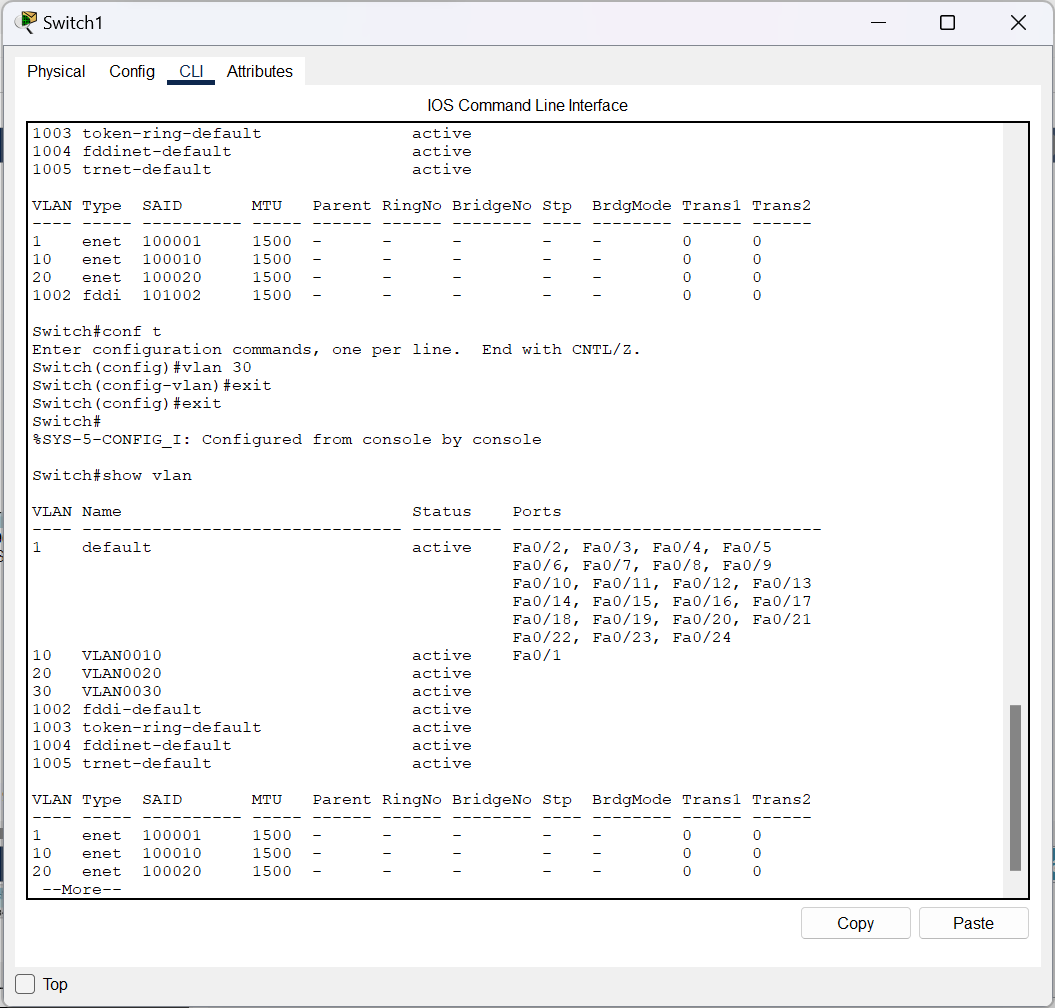 Switch1
Physical Config CLI Attributes
IOS Command Line Interface
1003 token-ring-default               active
1004 fddinet-default                  active
1005 trnet-default                    active
VLAN Type  SAID       MTU   Parent RingNo BridgeNo Stp  BrdgMode Trans1 Trans2
---- ----- ---------- ----- ------ ------ -------- ---- -------- ------ ------
1    enet  100001     1500  -      -      -        -    -        0      0
10   enet  100010     1500  -      -      -        -    -        0      0
20   enet  100020     1500  -      -      -        -    -        0      0
1002 fddi  101002     1500  -      -      -        -    -        0      0
Switch#conf t
Enter configuration commands, one per line.  End with CNTL/Z.
Switch(config)#vlan 30
Switch(config-vlan)#exit
Switch(config)#exit
Switch#
%SYS-5-CONFIG_I: Configured from console by console
Switch#show vlan
VLAN Name                             Status    Ports
---- -------------------------------- --------- -------------------------------
1    default                          active    Fa0/2, Fa0/3, Fa0/4, Fa0/5
Fa0/6, Fa0/7, Fa0/8, Fa0/9
Fa0/10, Fa0/11, Fa0/12, Fa0/13
Fa0/14, Fa0/15, Fa0/16, Fa0/17
Fa0/18, Fa0/19, Fa0/20, Fa0/21
Fa0/22, Fa0/23, Fa0/24
10   VLAN0010                         active    Fa0/1
20   VLAN0020                         active
30   VLAN0030                         active
1002 fddi-default                     active
1003 token-ring-default               active
1004 fddinet-default                  active
1005 trnet-default                    active
VLAN Type  SAID       MTU   Parent RingNo BridgeNo Stp  BrdgMode Trans1 Trans2
---- ----- ---------- ----- ------ ------ -------- ---- -------- ------ ------
1    enet  100001     1500  -      -      -        -    -        0      0
10   enet  100010     1500  -      -      -        -    -        0      0
20   enet  100020     1500  -      -      -        -    -        0      0
--More--
Copy Paste
Top